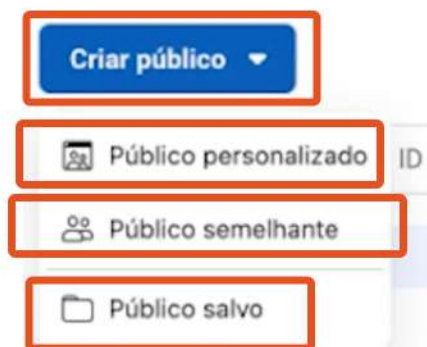 Criar público
Público personalizado
ID
Público semelhante
Público salvo